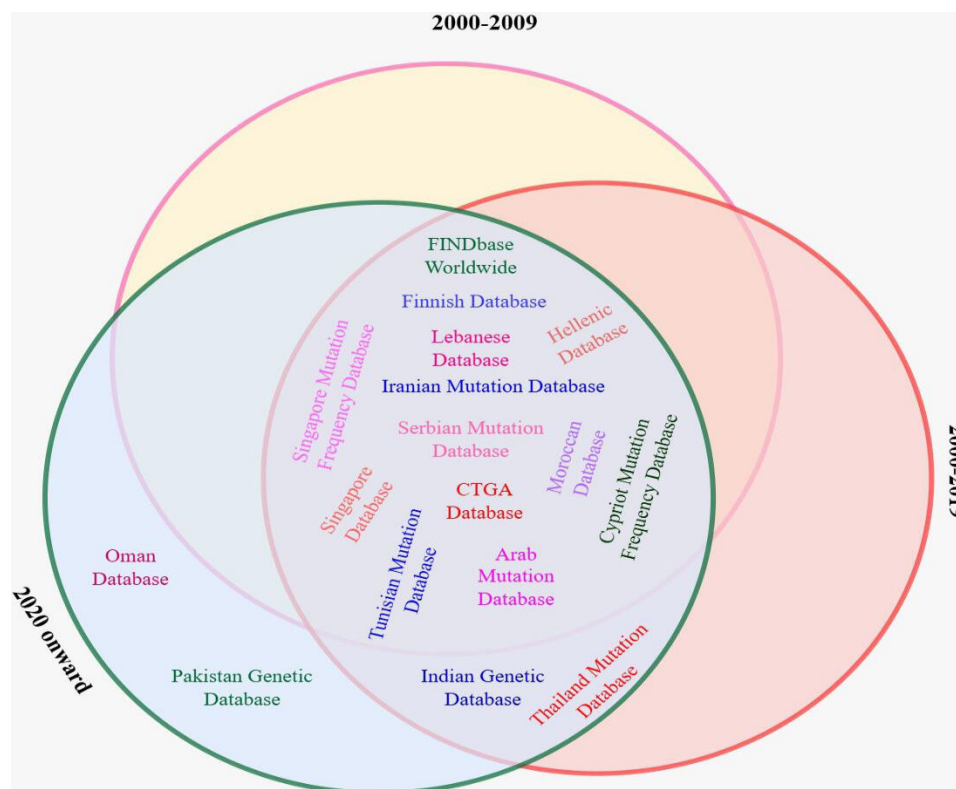 2000-2009
FINDbase
Worldwide
Finnish Database
Hellenic
Database
Lebanese
Database
Singapore Mutation
Frequency Database
Iranian Mutation Database
Serbian Mutation
Database
Moroccan
Database
Cypriot Mutation
Frequency Database
2000-2019
Singapore
Database
CTGA
Database
Tunisian Mutation
Database
Arab
Mutation
Database
Oman
Database
2020 onward
Pakistan Genetic
Database
Indian Genetic
Database
Thailand Mutation
Database